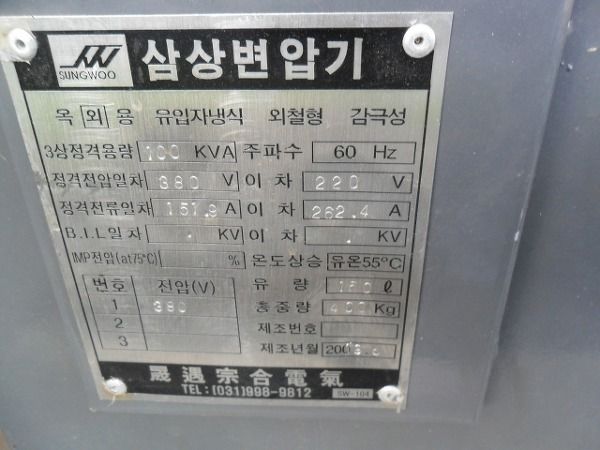 SUNGWOO 삼상변압기
옥 외 용 유입자냉식 외철형 감극성
3상정격용량 100 KVA 주파수 60 Hz
정격전압일차 380 V 이 차 220 V
정격전류일차 151.9 A 이 차 262.4 A
B.I.L 일 차 . KV 이 차 . KV
IMP전압(at75℃) % 온도상승 유온55℃
번호 전압(V) 유 량 150 ℓ
1 380 총 중 량 400 Kg
2 제조번호
3 제조년월
晟遇宗合電氣
TEL:(031)998-9812
SW-104